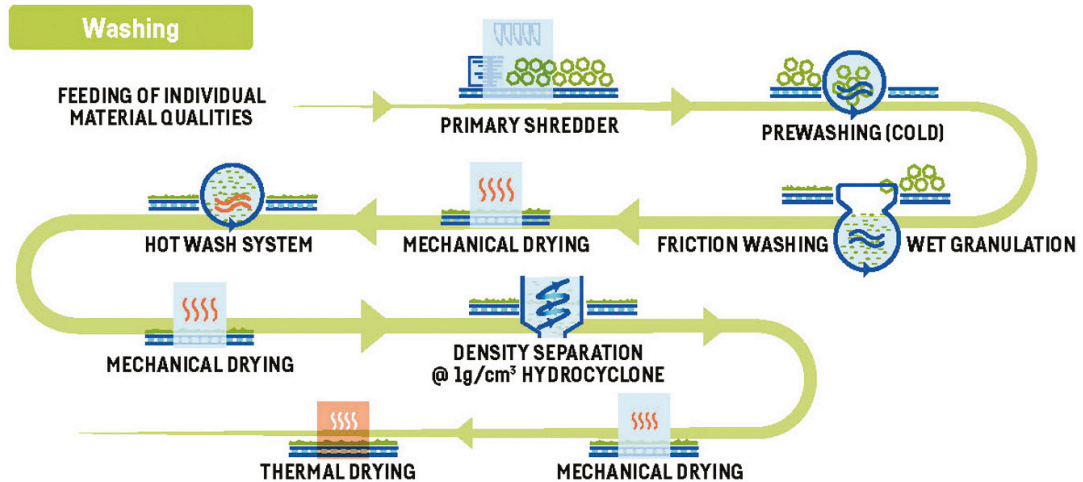 Washing
FEEDING OF INDIVIDUAL
MATERIAL QUALITIES
PRIMARY SHREDDER
PREWASHING (COLD)
WET GRANULATION
FRICTION WASHING
MECHANICAL DRYING
HOT WASH SYSTEM
MECHANICAL DRYING
DENSITY SEPARATION
@ 1g/cm³ HYDROCYCLONE
MECHANICAL DRYING
THERMAL DRYING